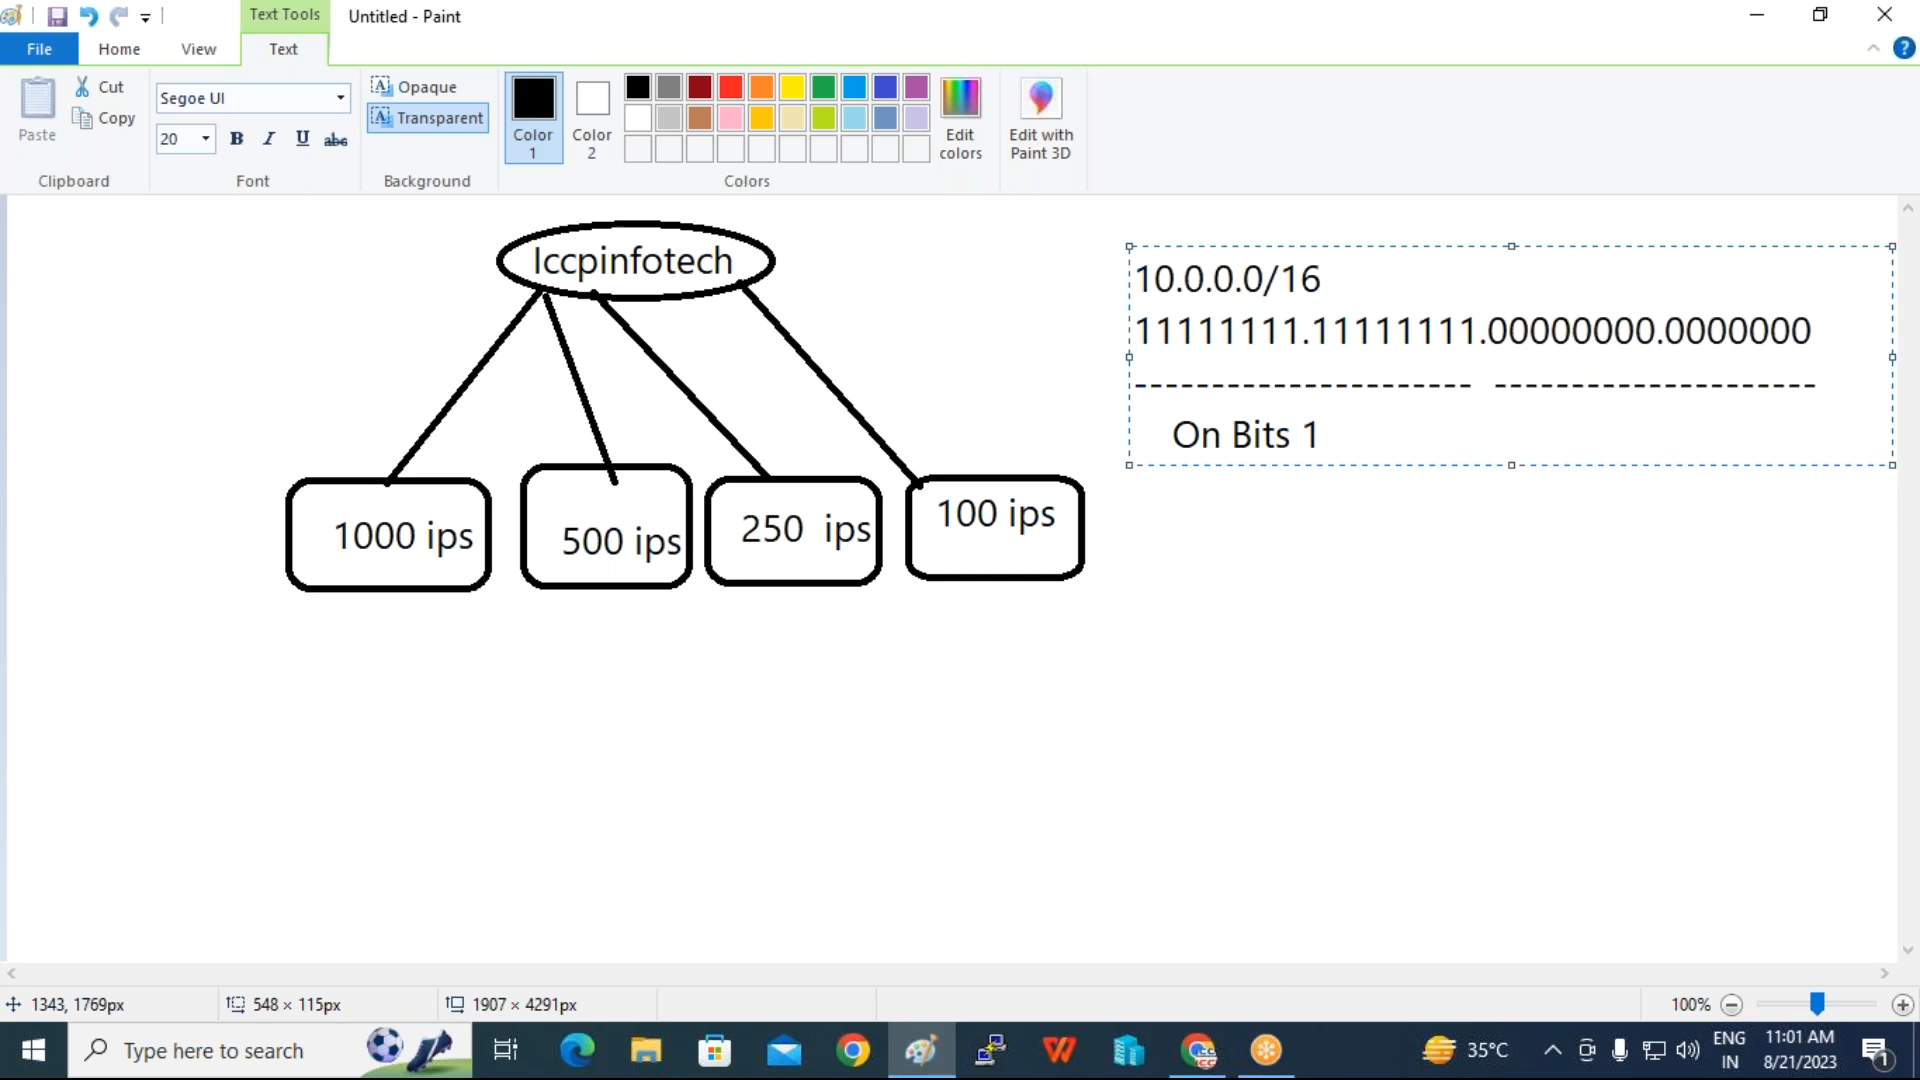 Text Tools
Untitled - Paint
File
Home
View
Text
Paste
Cut
Copy
Clipboard
Segoe UI
20
B I U abc
Font
Opaque
Transparent
Background
Color 1
Color 2
Edit colors
Colors
Edit with Paint 3D
Iccpinfotech
1000 ips
500 ips
250 ips
100 ips
10.0.0.0/16
11111111.11111111.00000000.0000000
---------------------- ---------------------
On Bits 1
1343, 1769px
548 × 115px
1907 × 4291px
100%
Type here to search
35°C
ENG
IN
11:01 AM
8/21/2023
1